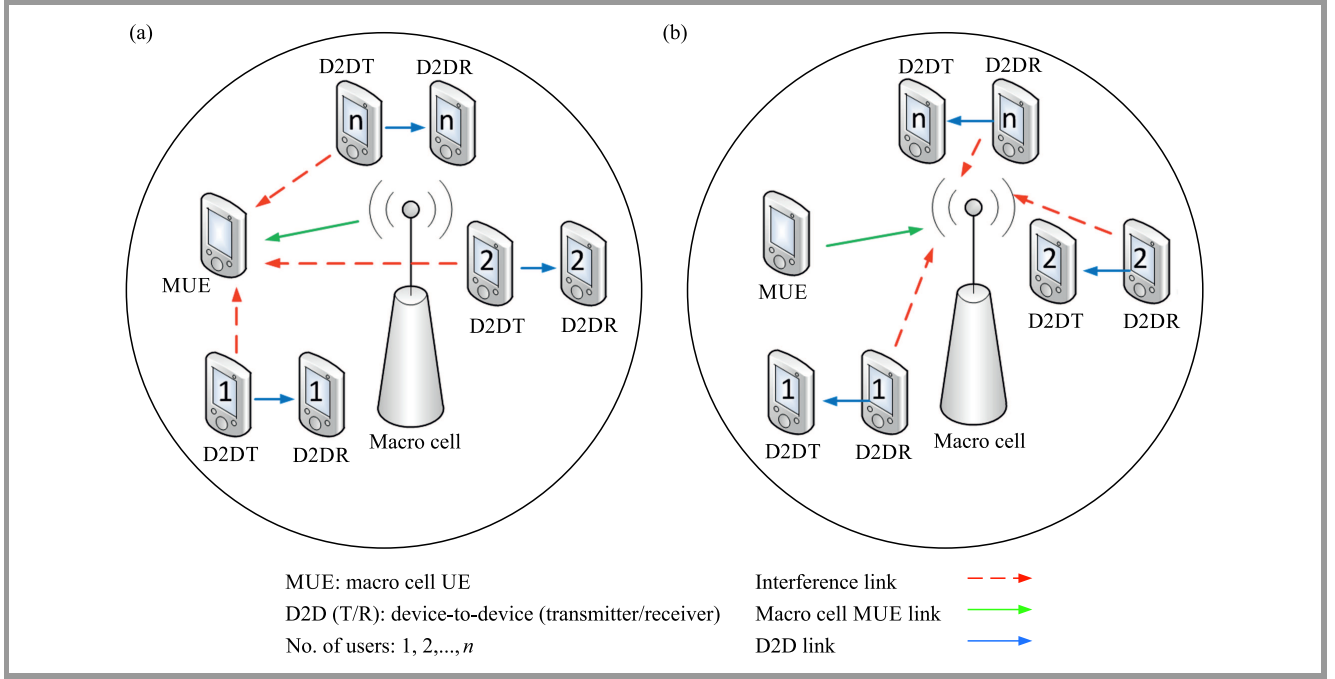 (a)
D2DT D2DR
n n
MUE
2 2
D2DT D2DR
1 1
D2DT D2DR
Macro cell
(b)
D2DT D2DR
n n
MUE
2 2
D2DT D2DR
1 1
D2DT D2DR
Macro cell
MUE: macro cell UE
D2D (T/R): device-to-device (transmitter/receiver)
No. of users: 1, 2,..., n
Interference link
Macro cell MUE link
D2D link